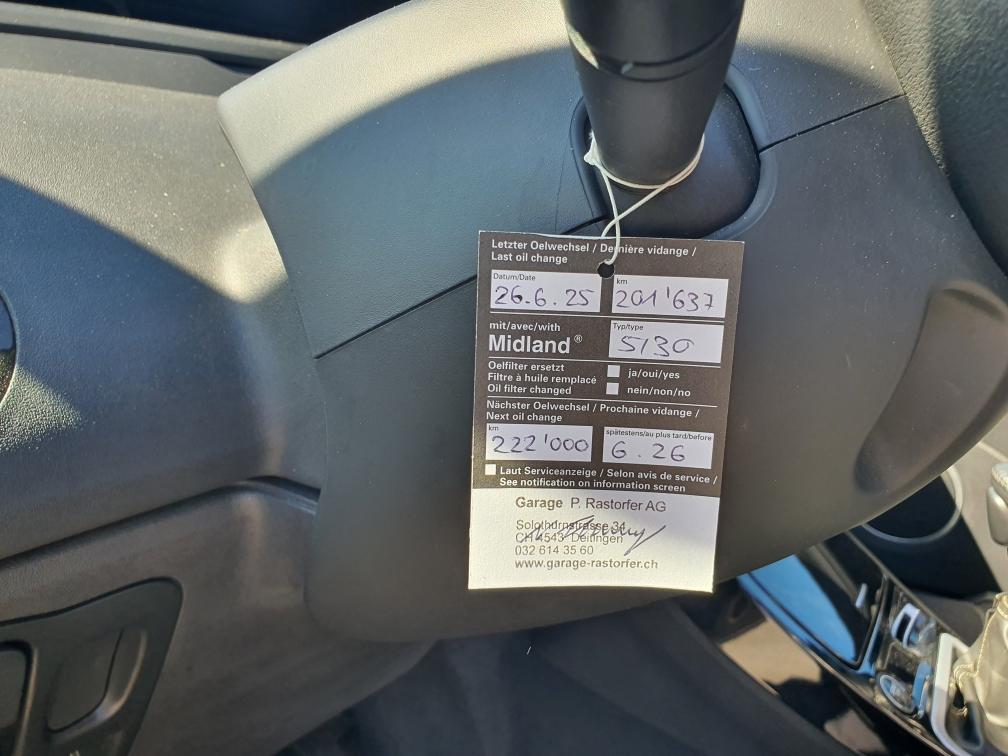 Letzter Oelwechsel / Dernière vidange /
Last oil change
Datum/Date
26.6.25
km
201'637
mit/avec/with
Midland®
Typ/type
5/30
Oelfilter ersetzt
Filtre à huile remplacé
Oil filter changed
ja/oui/yes
nein/non/no
Nächster Oelwechsel / Prochaine vidange /
Next oil change
km
222'000
spätestens/au plus tard/before
6.26
Laut Serviceanzeige / Selon avis de service /
See notification on information screen
Garage P. Rastorfer AG
Solothurnstrasse 34
CH 4543 Deitingen
032 614 35 60
www.garage-rastorfer.ch